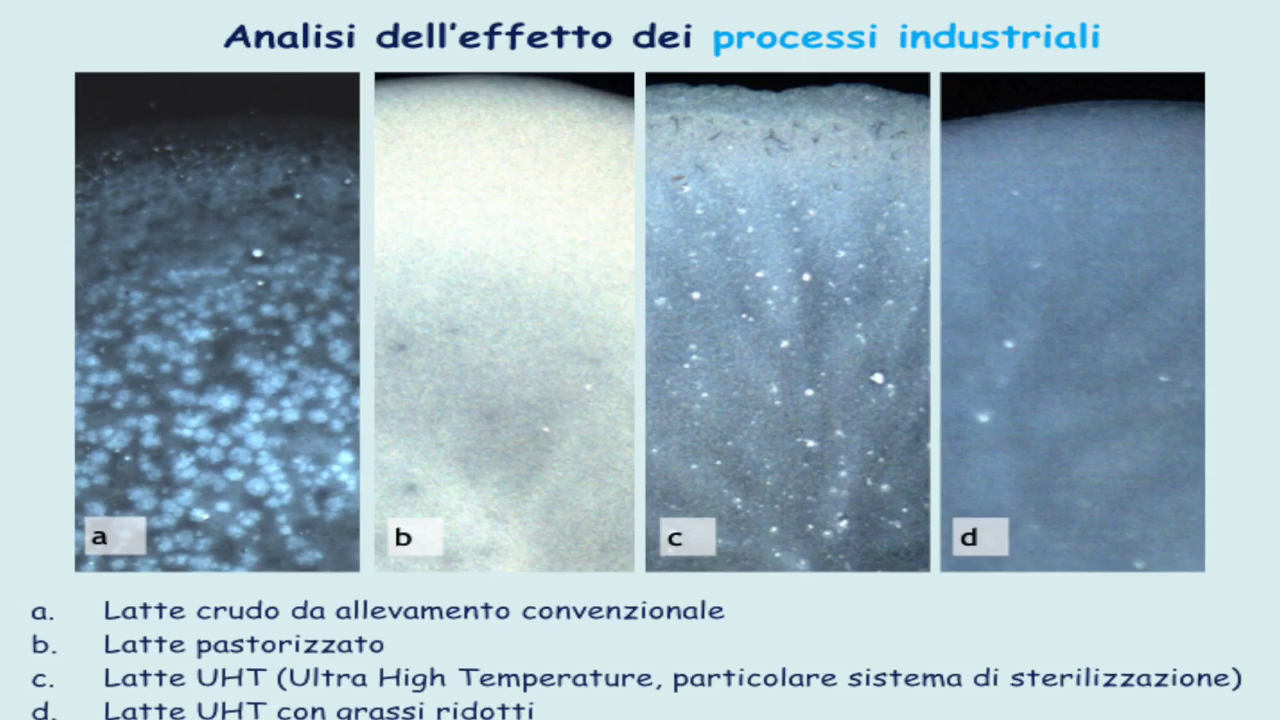 Analisi dell'effetto dei processi industriali
a b c d
a. Latte crudo da allevamento convenzionale
b. Latte pastorizzato
c. Latte UHT (Ultra High Temperature, particolare sistema di sterilizzazione)
d. Latte UHT con grassi ridotti